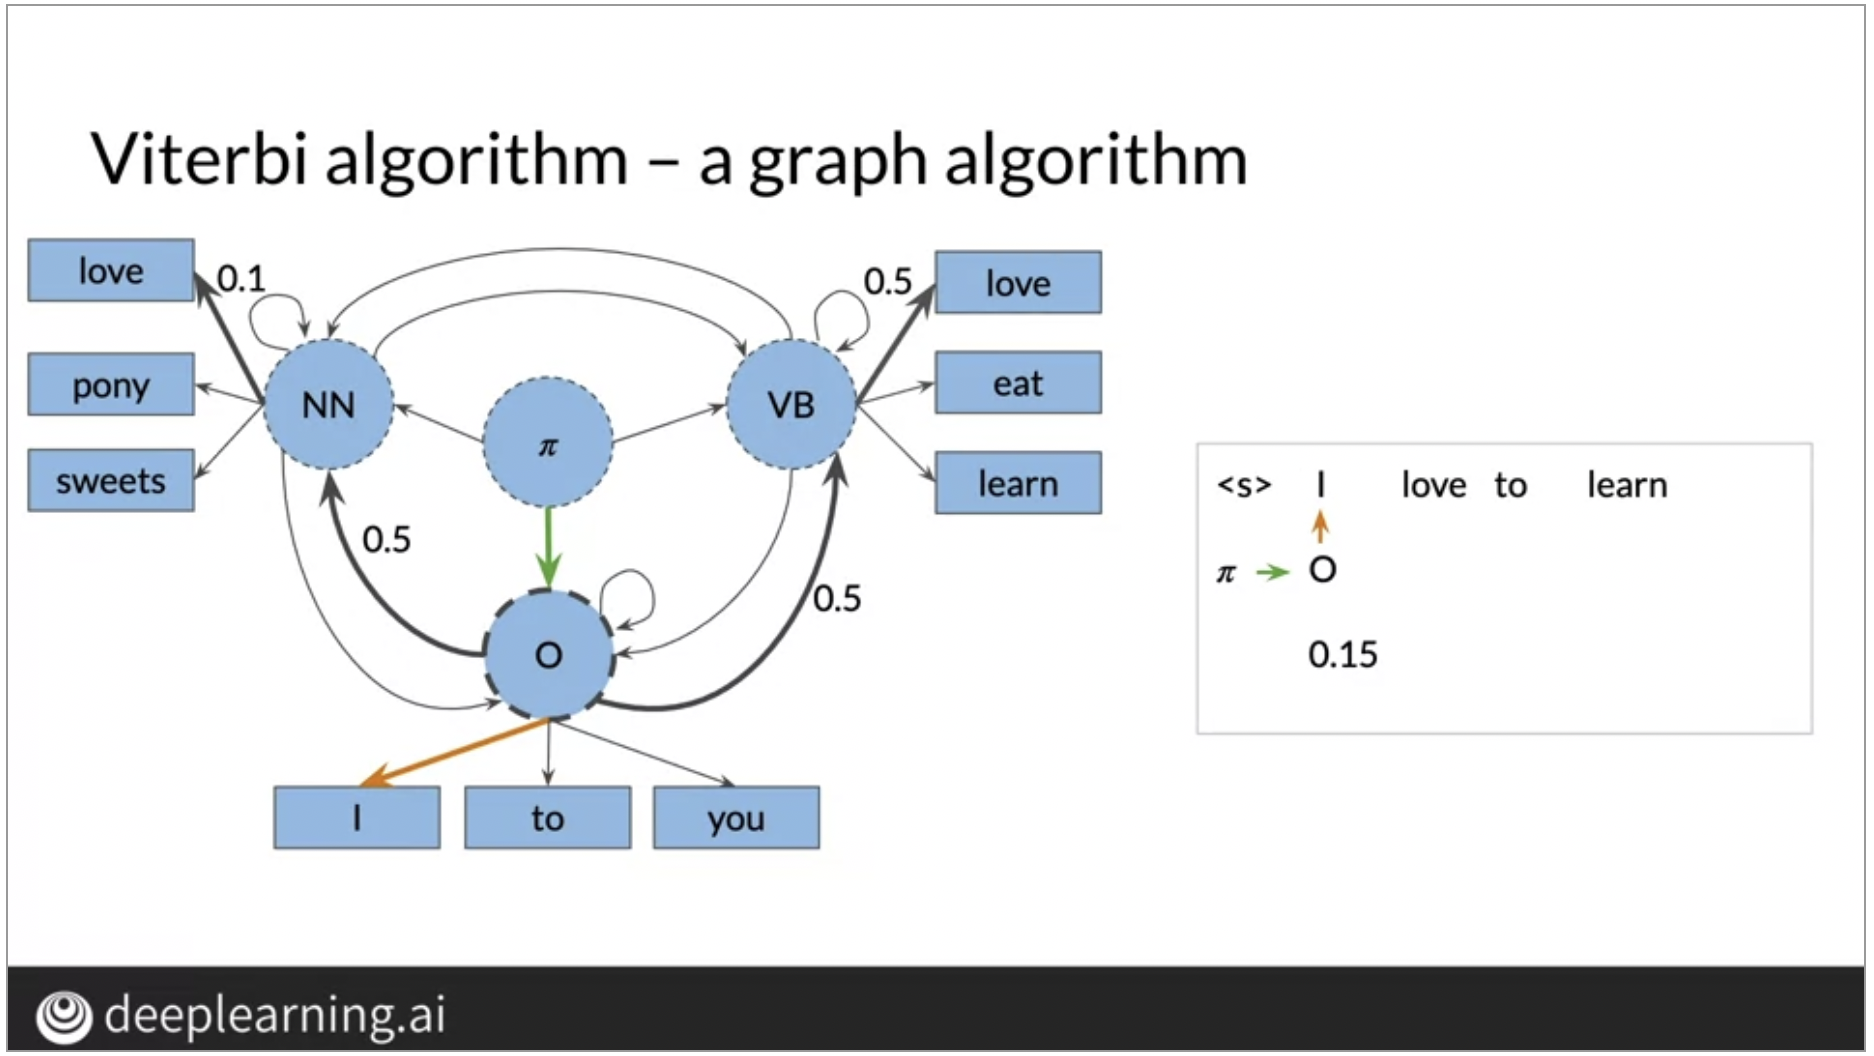 Viterbi algorithm – a graph algorithm
love
0.1
0.5
love
pony
NN
π
VB
eat
sweets
learn
0.5
0.5
O
I
to
you
<s> I love to learn
π O
0.15
deeplearning.ai